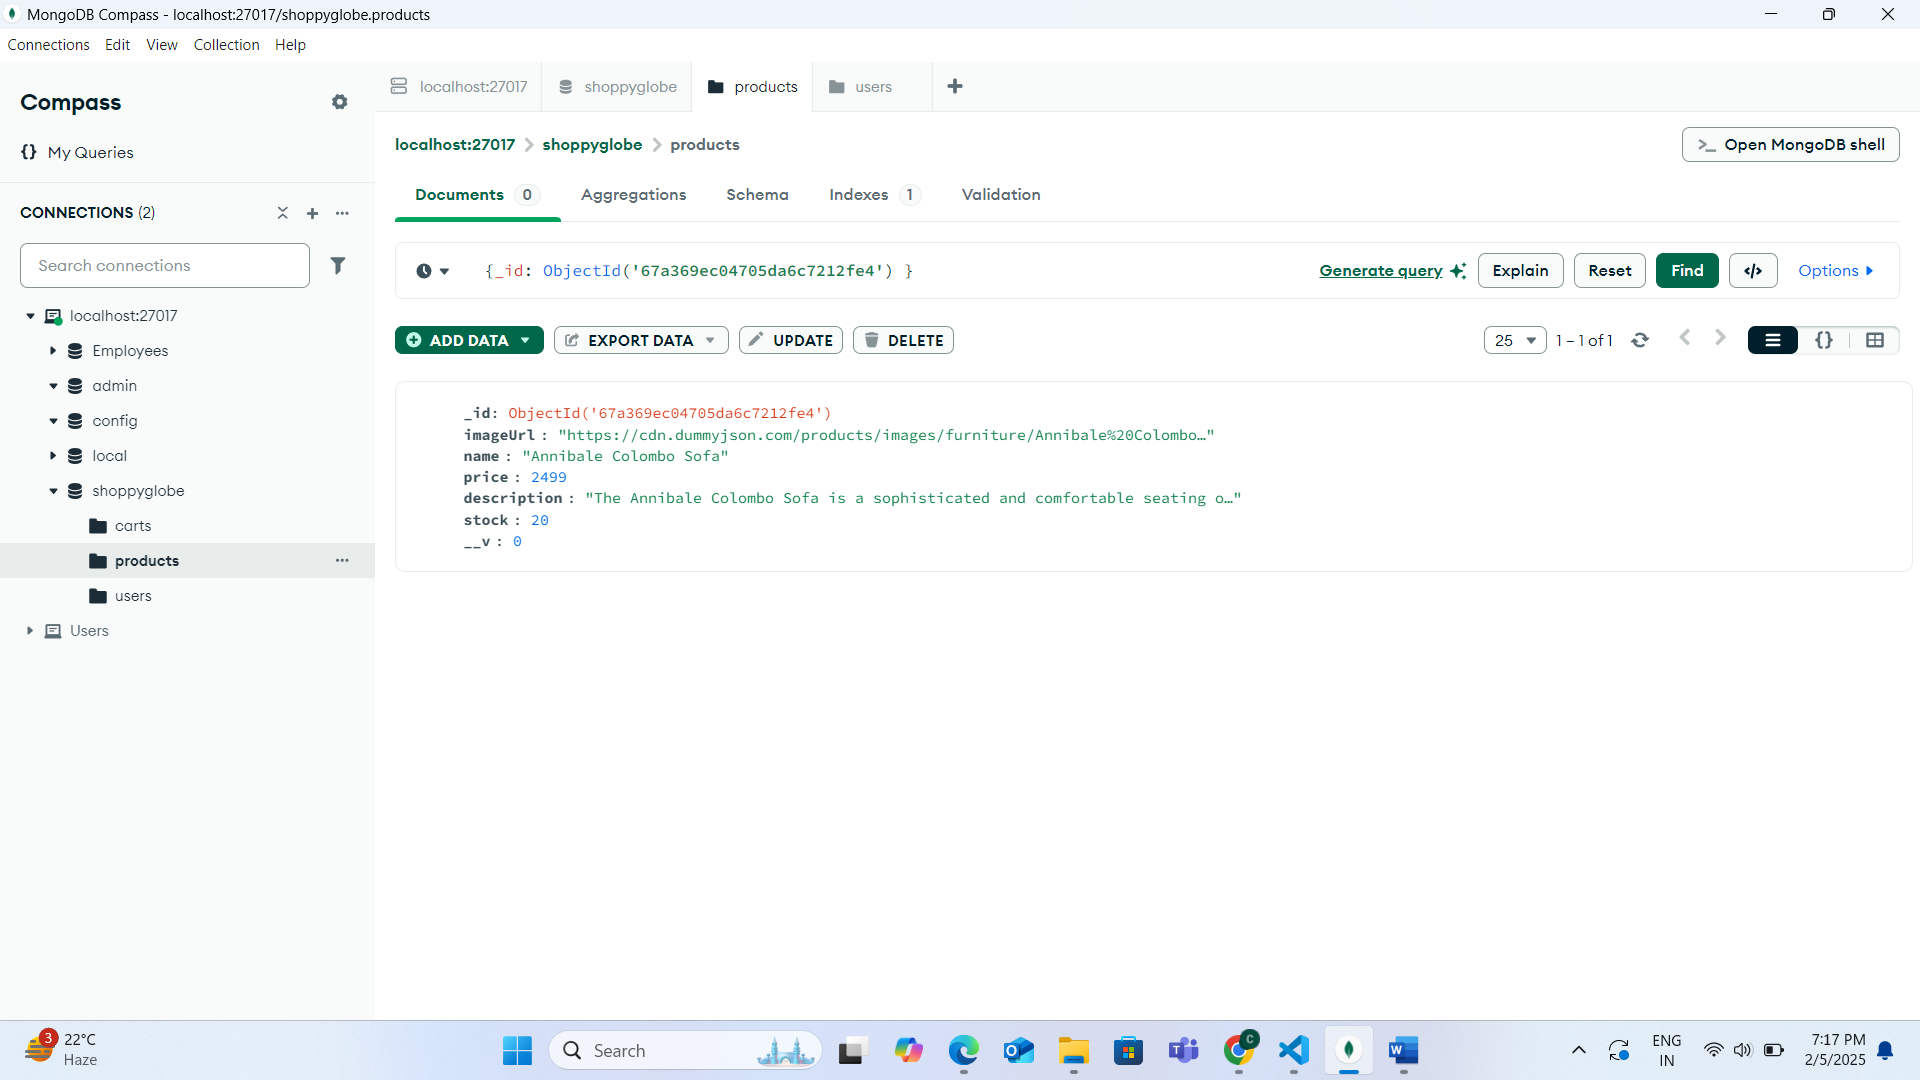 MongoDB Compass - localhost:27017/shoppyglobe.products
Connections Edit View Collection Help
Compass
{} My Queries
CONNECTIONS (2)
Search connections
localhost:27017
Employees
admin
config
local
shoppyglobe
carts
products
users
Users
localhost:27017 shoppyglobe products users
localhost:27017 > shoppyglobe > products
>_ Open MongoDB shell
Documents 0 Aggregations Schema Indexes 1 Validation
{_id: ObjectId('67a369ec04705da6c7212fe4') }
Generate query Explain Reset Find </> Options
ADD DATA EXPORT DATA UPDATE DELETE
25 1 – 1 of 1 {}
_id: ObjectId('67a369ec04705da6c7212fe4')
imageUrl : "https://cdn.dummyjson.com/products/images/furniture/Annibale%20Colombo…"
name : "Annibale Colombo Sofa"
price : 2499
description : "The Annibale Colombo Sofa is a sophisticated and comfortable seating o…"
stock : 20
__v : 0
3
22°C
Haze
Search
C
ENG
IN
7:17 PM
2/5/2025